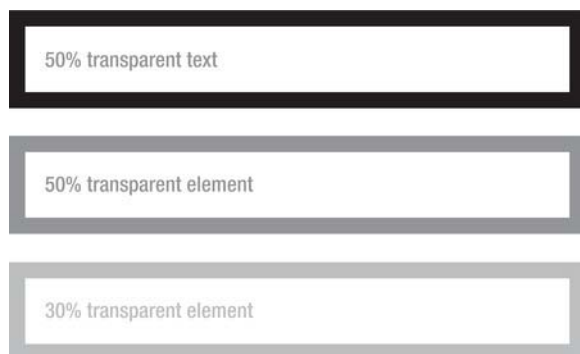 50% transparent text
50% transparent element
30% transparent element